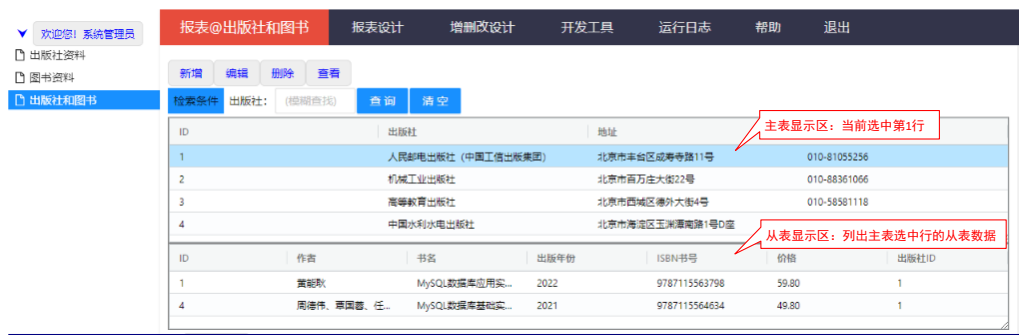 欢迎您！系统管理员
出版社资料
图书资料
出版社和图书
报表@出版社和图书 报表设计 增删改设计 开发工具 运行日志 帮助 退出
新增 编辑 删除 查看
检索条件 出版社： (模糊查找) 查 询 清 空
主表显示区：当前选中第1行
ID 出版社 地址
1 人民邮电出版社（中国工信出版集团） 北京市丰台区成寿寺路11号 010-81055256
2 机械工业出版社 北京市百万庄大街22号 010-88361066
3 高等教育出版社 北京市西城区德外大街4号 010-58581118
4 中国水利水电出版社 北京市海淀区玉渊潭南路1号D座
从表显示区：列出主表选中行的从表数据
ID 作者 书名 出版年份 ISBN书号 价格 出版社ID
1 黄能耿 MySQL数据库应用实... 2022 9787115563798 59.80 1
4 周德伟、覃国蓉、任... MySQL数据库基础实... 2021 9787115564634 49.80 1